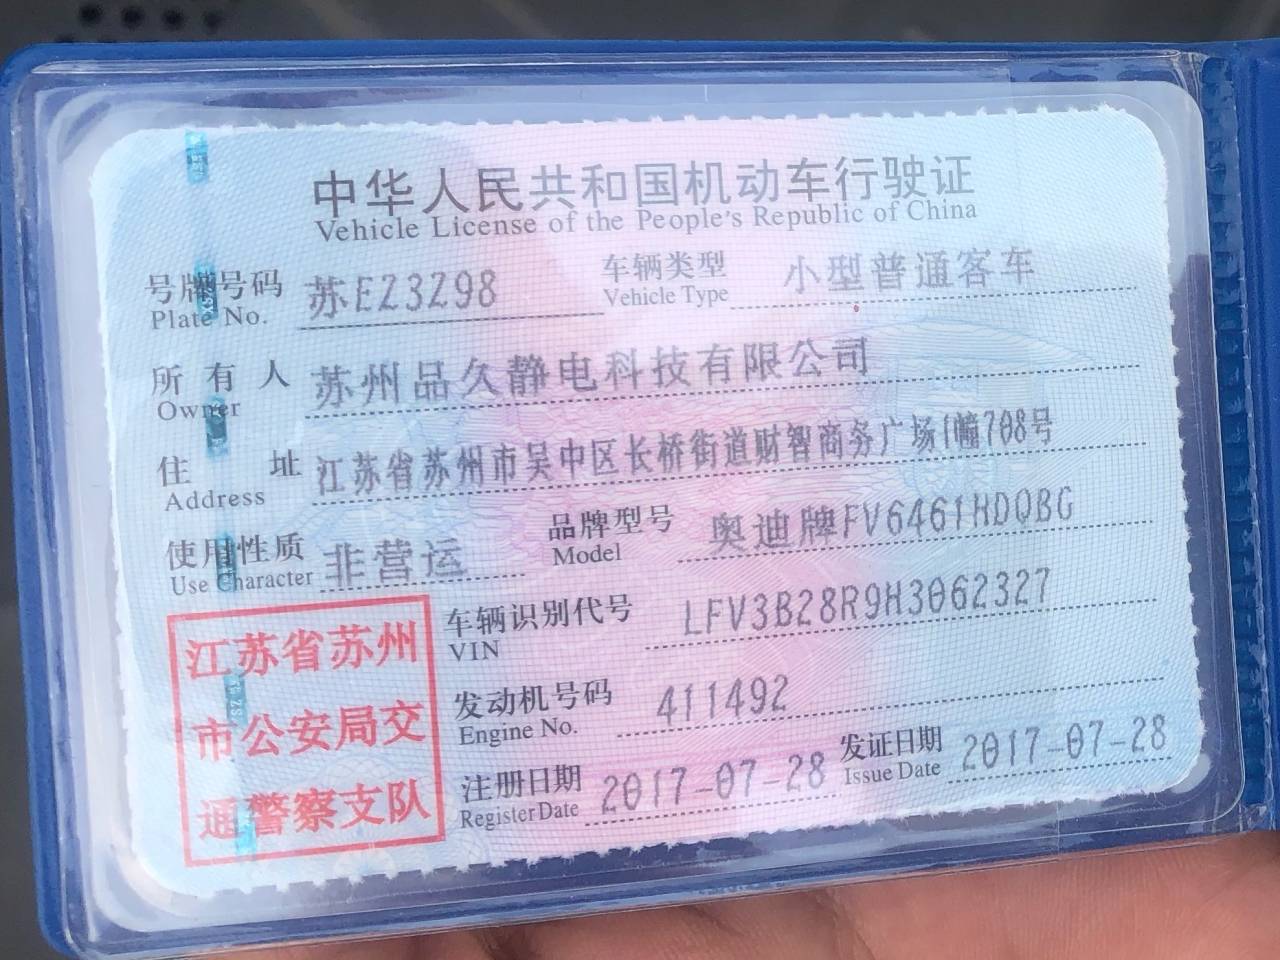 中华人民共和国机动车行驶证
Vehicle License of the People's Republic of China
号牌号码 苏EZ3Z98 车辆类型 小型普通客车
Plate No. Vehicle Type
所有人 苏州品久静电科技有限公司
Owner
住址 江苏省苏州市吴中区长桥街道财智商务广场1幢708号
Address
使用性质 非营运 品牌型号 奥迪牌FV6461HDQBG
Use Character Model
车辆识别代号 LFV3B28R9H3062327
VIN
发动机号码 411492
Engine No.
注册日期 2017-07-28 发证日期 2017-07-28
Register Date Issue Date
江苏省苏州
市公安局交
通警察支队